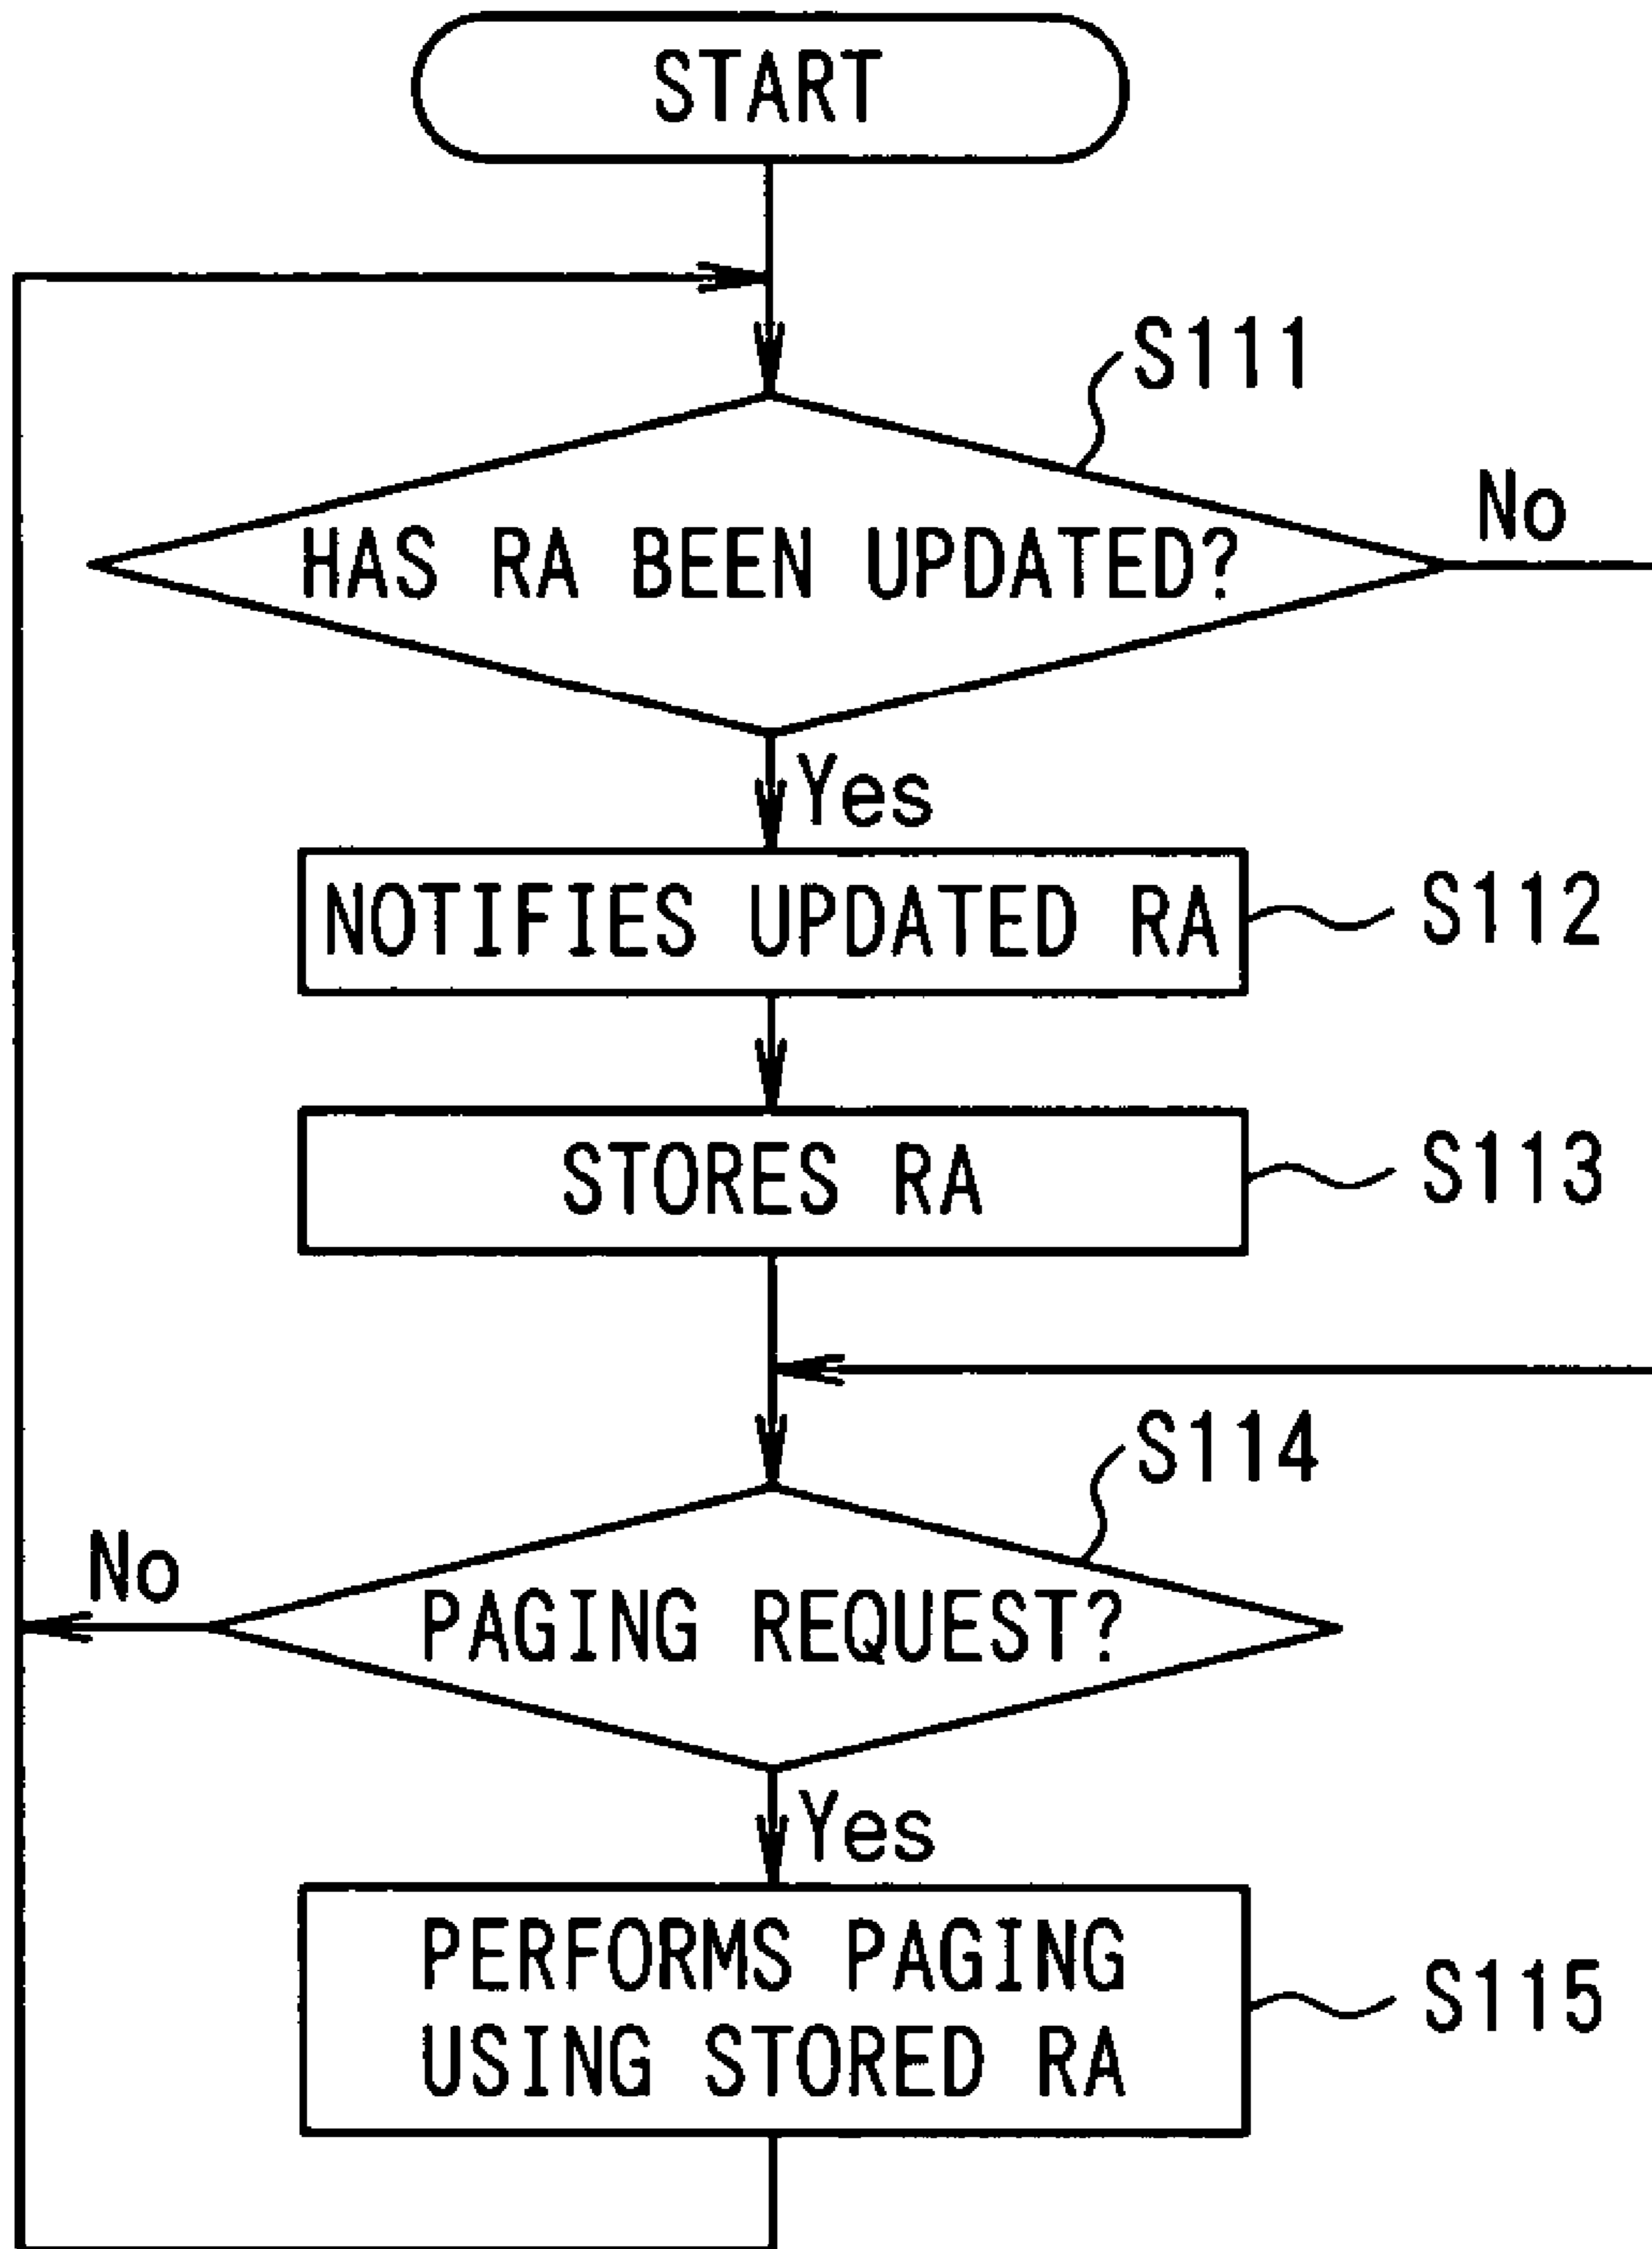 START
S111
HAS RA BEEN UPDATED?
No
Yes
NOTIFIES UPDATED RA
S112
STORES RA
S113
S114
No
PAGING REQUEST?
Yes
PERFORMS PAGING
USING STORED RA
S115